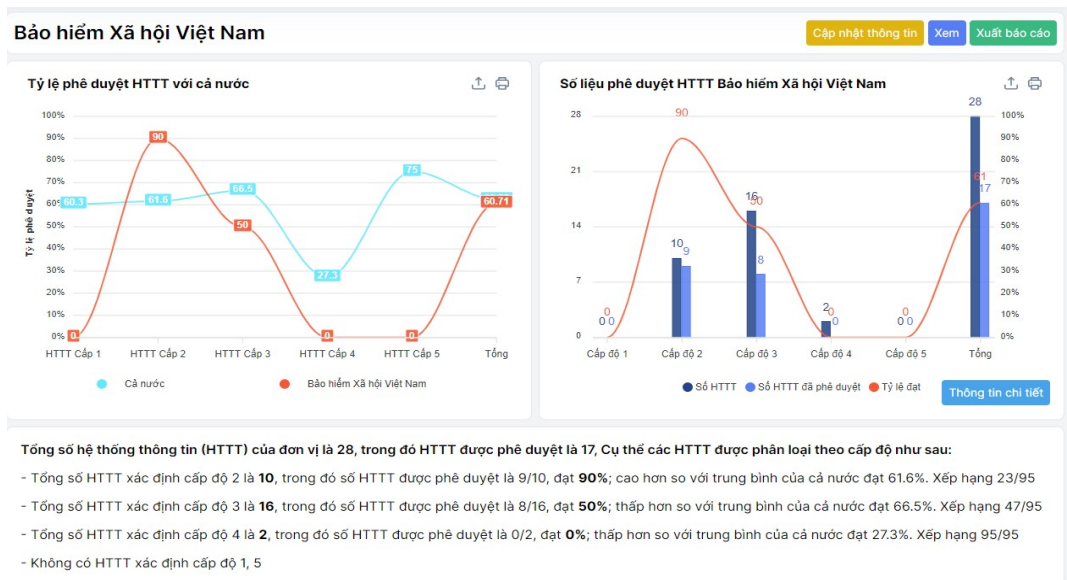 Bảo hiểm Xã hội Việt Nam
Cập nhật thông tin
Xem
Xuất báo cáo
Tỷ lệ phê duyệt HTTT với cả nước
100%
90%
80%
70%
60%
50%
40%
30%
20%
10%
0%
Tỷ lệ phê duyệt
60.3
61.6
66.5
27.3
75
0
90
50
0
0
60.71
HTTT Cấp 1
HTTT Cấp 2
HTTT Cấp 3
HTTT Cấp 4
HTTT Cấp 5
Tổng
Cả nước
Bảo hiểm Xã hội Việt Nam
Số liệu phê duyệt HTTT Bảo hiểm Xã hội Việt Nam
28
21
14
7
0
100%
90%
80%
70%
60%
50%
40%
30%
20%
10%
0%
0
0 0
90
10
9
16
50
8
2
0
0
0
0 0
28
61
17
Cấp độ 1
Cấp độ 2
Cấp độ 3
Cấp độ 4
Cấp độ 5
Tổng
Số HTTT
Số HTTT đã phê duyệt
Tỷ lệ đạt
Thông tin chi tiết
Tổng số hệ thống thông tin (HTTT) của đơn vị là 28, trong đó HTTT được phê duyệt là 17, Cụ thể các HTTT được phân loại theo cấp độ như sau:
- Tổng số HTTT xác định cấp độ 2 là 10, trong đó số HTTT được phê duyệt là 9/10, đạt 90%; cao hơn so với trung bình của cả nước đạt 61.6%. Xếp hạng 23/95
- Tổng số HTTT xác định cấp độ 3 là 16, trong đó số HTTT được phê duyệt là 8/16, đạt 50%; thấp hơn so với trung bình của cả nước đạt 66.5%. Xếp hạng 47/95
- Tổng số HTTT xác định cấp độ 4 là 2, trong đó số HTTT được phê duyệt là 0/2, đạt 0%; thấp hơn so với trung bình của cả nước đạt 27.3%. Xếp hạng 95/95
- Không có HTTT xác định cấp độ 1, 5